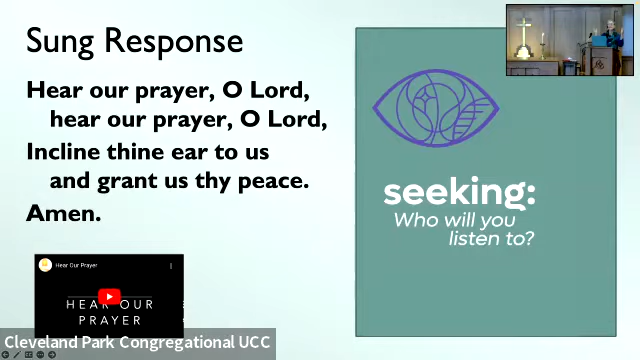 Sung Response
Hear our prayer, O Lord,
hear our prayer, O Lord,
Incline thine ear to us
and grant us thy peace.
Amen.
seeking:
Who will you
listen to?
Hear Our Prayer
HEAR OUR
PRAYER
Cleveland Park Congregational UCC